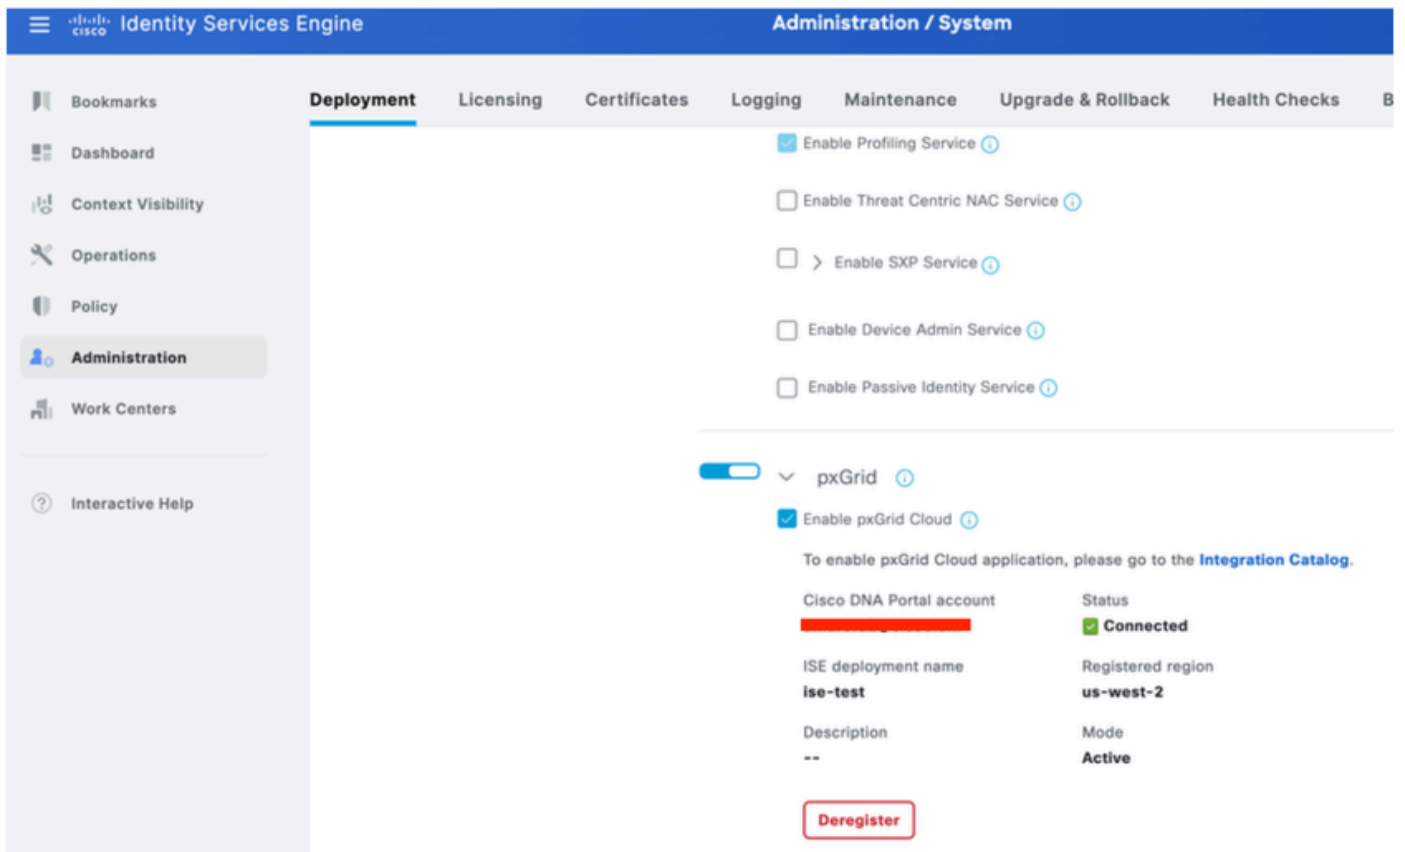 cisco Identity Services Engine
Administration / System
Bookmarks
Dashboard
Context Visibility
Operations
Policy
Administration
Work Centers
Interactive Help
Deployment Licensing Certificates Logging Maintenance Upgrade & Rollback Health Checks B
Enable Profiling Service
Enable Threat Centric NAC Service
Enable SXP Service
Enable Device Admin Service
Enable Passive Identity Service
pxGrid
Enable pxGrid Cloud
To enable pxGrid Cloud application, please go to the Integration Catalog.
Cisco DNA Portal account
Status
Connected
ISE deployment name
ise-test
Registered region
us-west-2
Description
--
Mode
Active
Deregister